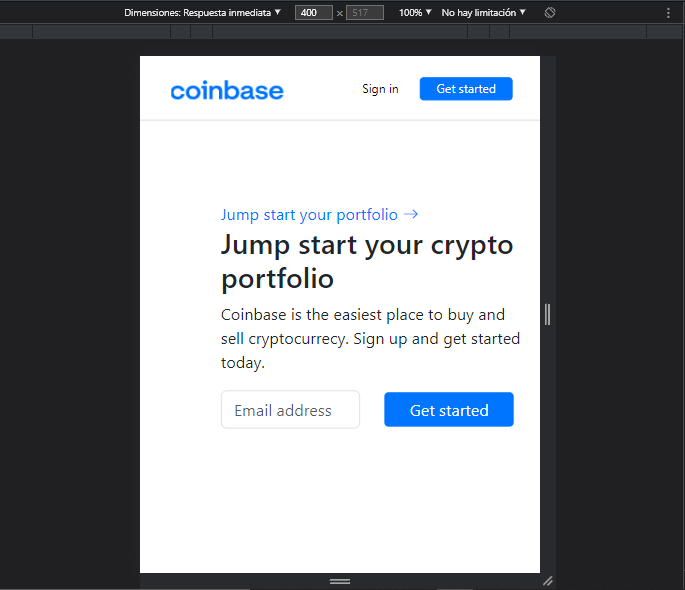 Dimensiones: Respuesta inmediata ▼ 400 × 517 100% ▼ No hay limitación ▼
coinbase Sign in Get started
Jump start your portfolio →
Jump start your crypto
portfolio
Coinbase is the easiest place to buy and
sell cryptocurrecy. Sign up and get started
today.
Email address Get started